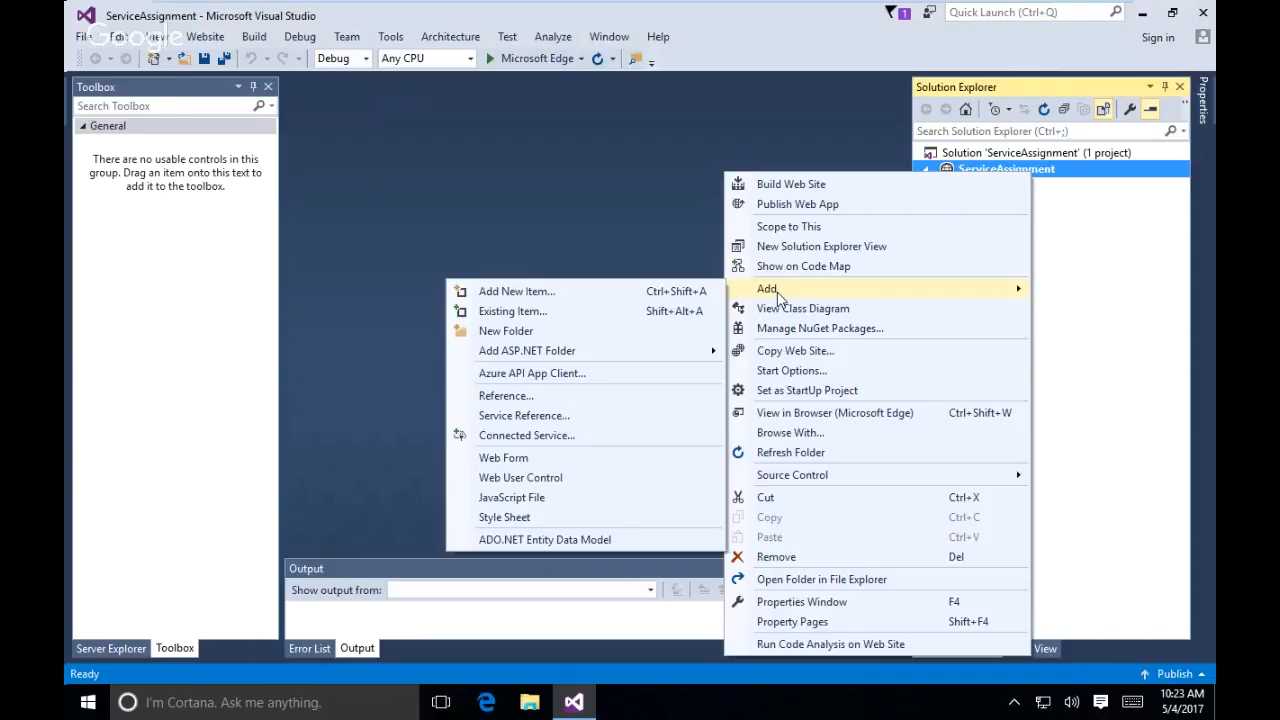 ServiceAssignment - Microsoft Visual Studio
1
Quick Launch (Ctrl+Q)
Google
Website
Build
Debug
Team
Tools
Architecture
Test
Analyze
Window
Help
Sign in
Debug
Any CPU
Microsoft Edge
Toolbox
Search Toolbox
General
There are no usable controls in this
group. Drag an item onto this text to
add it to the toolbox.
Solution Explorer
Search Solution Explorer (Ctrl+;)
Solution 'ServiceAssignment' (1 project)
ServiceAssignment
Properties
Build Web Site
Publish Web App
Scope to This
New Solution Explorer View
Show on Code Map
Add
View Class Diagram
Manage NuGet Packages...
Copy Web Site...
Start Options...
Set as StartUp Project
View in Browser (Microsoft Edge) Ctrl+Shift+W
Browse With...
Refresh Folder
Source Control
Cut Ctrl+X
Copy Ctrl+C
Paste Ctrl+V
Remove Del
Open Folder in File Explorer
Properties Window F4
Property Pages Shift+F4
Run Code Analysis on Web Site
Add New Item... Ctrl+Shift+A
Existing Item... Shift+Alt+A
New Folder
Add ASP.NET Folder
Azure API App Client...
Reference...
Service Reference...
Connected Service...
Web Form
Web User Control
JavaScript File
Style Sheet
ADO.NET Entity Data Model
Output
Show output from:
Server Explorer
Toolbox
Error List
Output
View
Ready
Publish
I'm Cortana. Ask me anything.
10:23 AM
5/4/2017